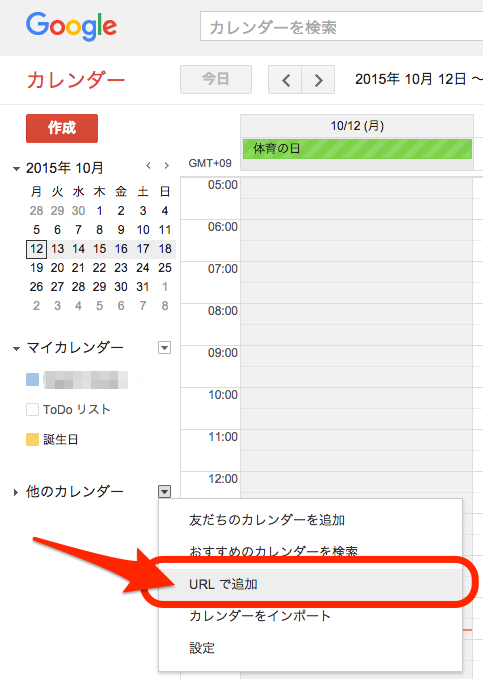 Google
カレンダーを検索
カレンダー
今日
2015年 10月 12日 ～
作成
10/12 (月)
2015年 10月
GMT+09
体育の日
月 火 水 木 金 土 日
28 29 30 1 2 3 4
5 6 7 8 9 10 11
12 13 14 15 16 17 18
19 20 21 22 23 24 25
26 27 28 29 30 31 1
2 3 4 5 6 7 8
05:00
06:00
07:00
08:00
09:00
10:00
11:00
12:00
マイカレンダー
ToDo リスト
誕生日
他のカレンダー
友だちのカレンダーを追加
おすすめのカレンダーを検索
URL で追加
カレンダーをインポート
設定